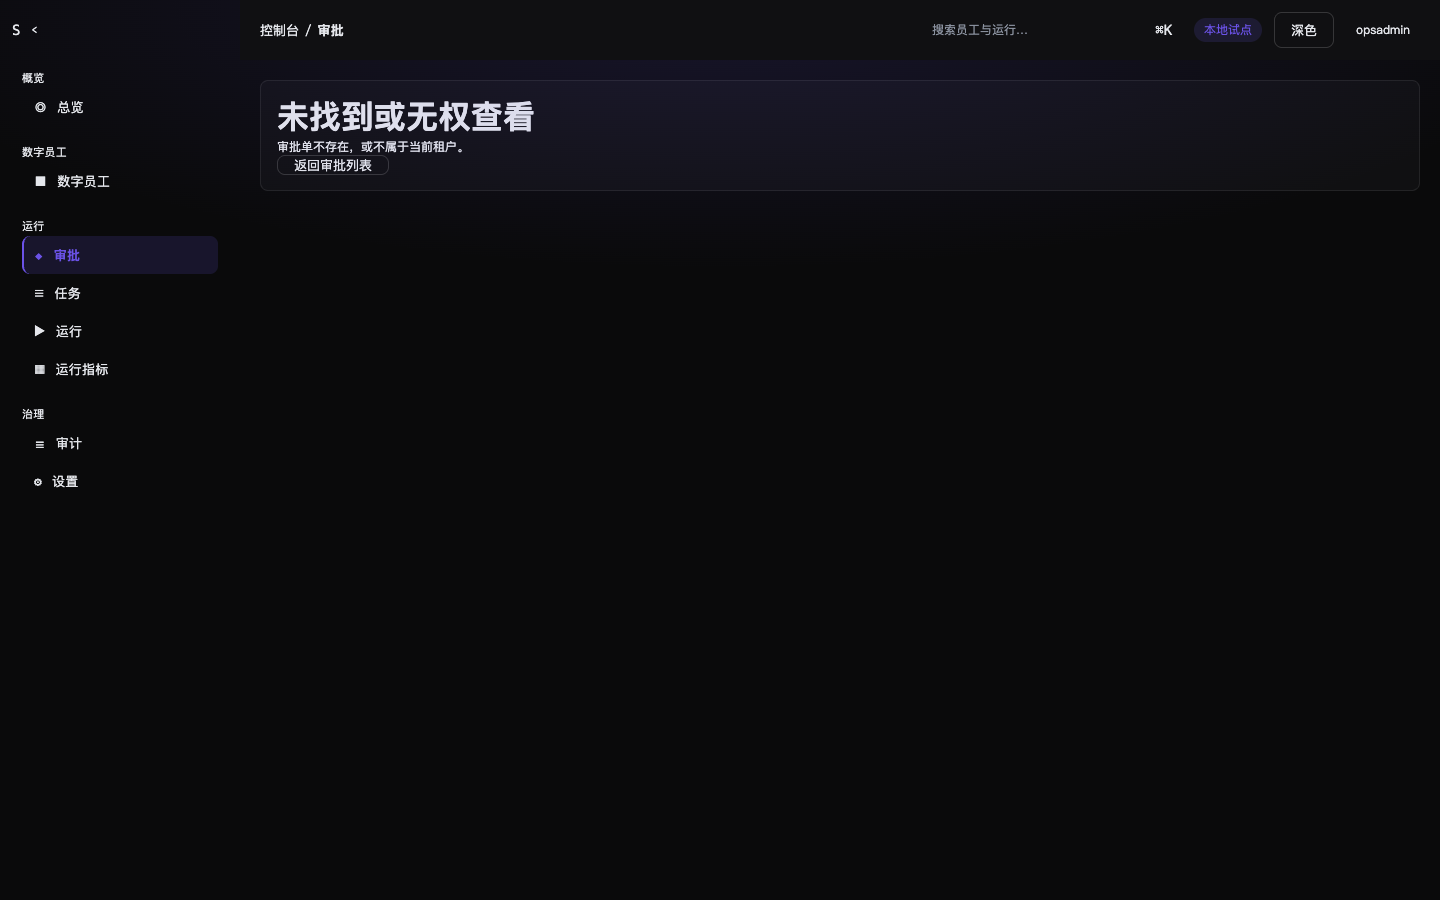 S <
控制台 / 审批
搜索员工与运行...
⌘K
本地试点
深色
opsadmin
概览
总览
数字员工
数字员工
运行
审批
任务
运行
运行指标
治理
审计
设置
未找到或无权查看
审批单不存在，或不属于当前租户。
返回审批列表